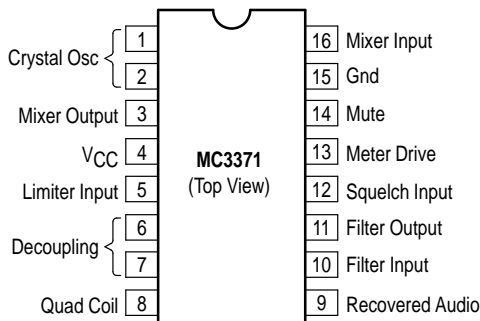 Crystal Osc
1
2
Mixer Output 3
VCC 4
Limiter Input 5
Decoupling
6
7
Quad Coil 8
MC3371
(Top View)
16 Mixer Input
15 Gnd
14 Mute
13 Meter Drive
12 Squelch Input
11 Filter Output
10 Filter Input
9 Recovered Audio